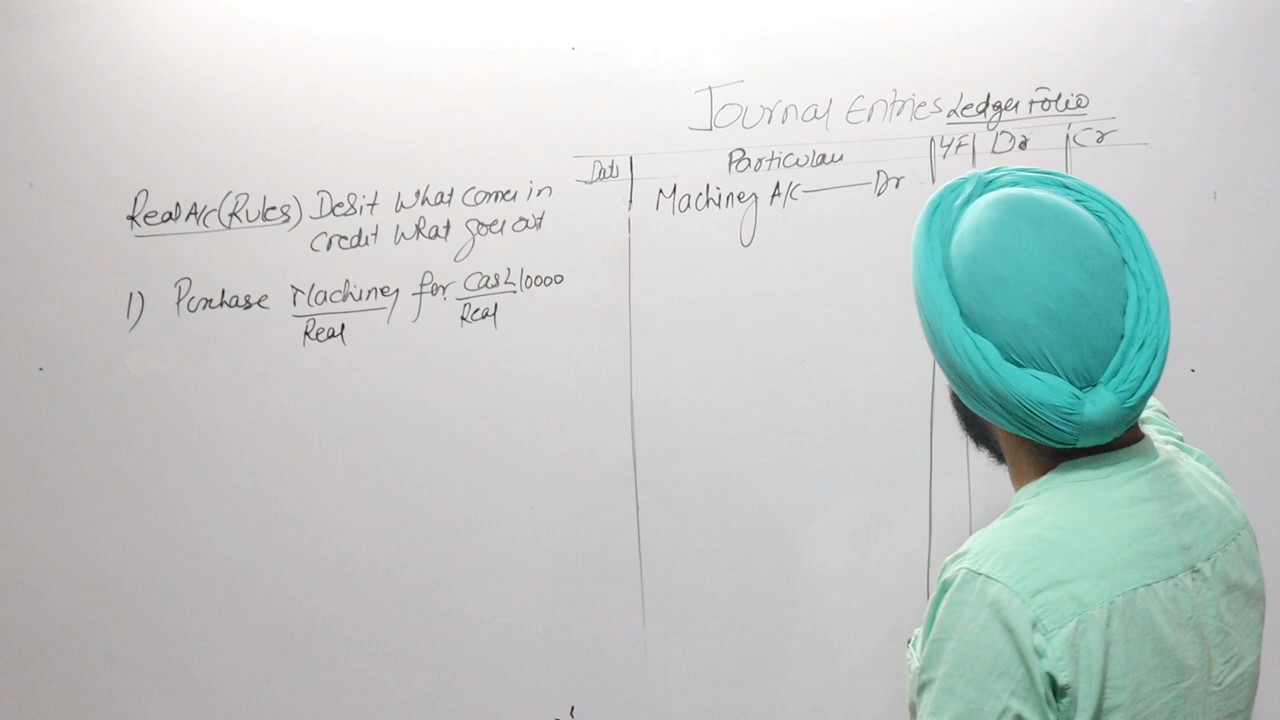 Journal Entries Ledger Folio
Date Particulars LF Dr Cr
Machinery A/c Dr
Real A/c (Rules) Debit What comes in
Credit What goes out
1) Purchase Machinery for Cash 10000
Real Real